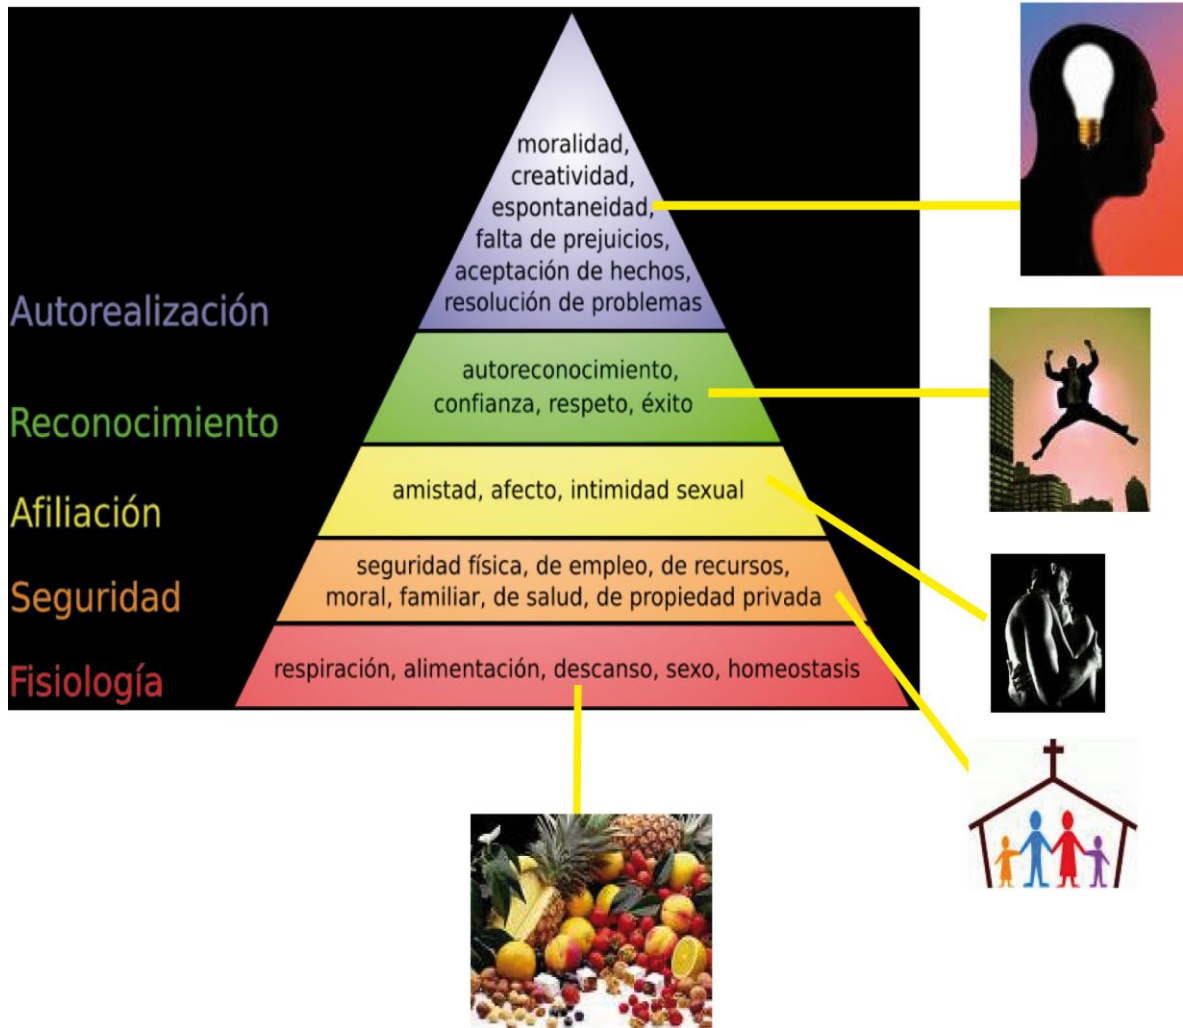 moralidad,
creatividad,
espontaneidad,
falta de prejuicios,
aceptación de hechos,
resolución de problemas
Autorealización
autoreconocimiento,
confianza, respeto, éxito
Reconocimiento
amistad, afecto, intimidad sexual
Afiliación
seguridad física, de empleo, de recursos,
moral, familiar, de salud, de propiedad privada
Seguridad
respiración, alimentación, descanso, sexo, homeostasis
Fisiología